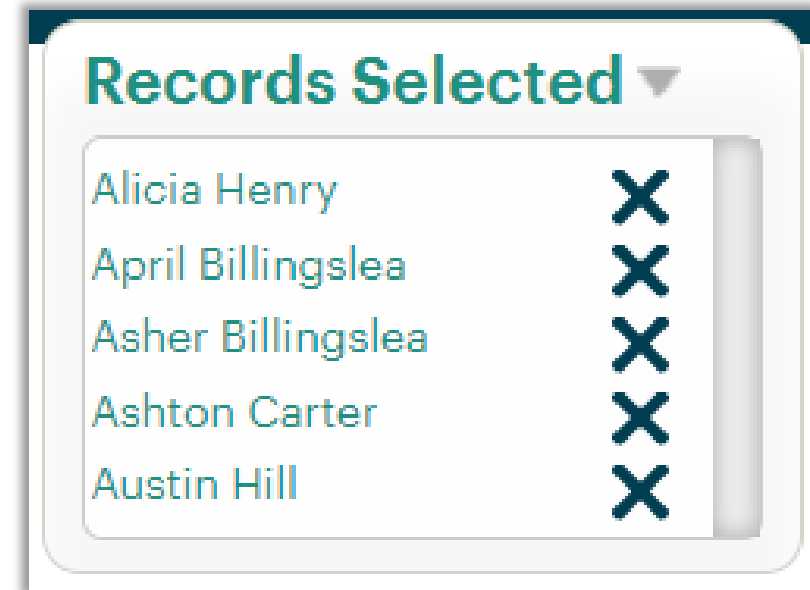 Records Selected
Alicia Henry
April Billingslea
Asher Billingslea
Ashton Carter
Austin Hill